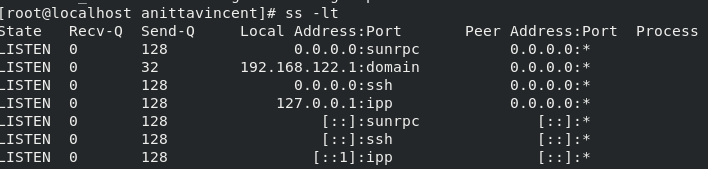 [root@localhost anittavincent]# ss -lt
State Recv-Q Send-Q Local Address:Port Peer Address:Port Process
LISTEN 0 128 0.0.0.0:sunrpc 0.0.0.0:*
LISTEN 0 32 192.168.122.1:domain 0.0.0.0:*
LISTEN 0 128 0.0.0.0:ssh 0.0.0.0:*
LISTEN 0 128 127.0.0.1:ipp 0.0.0.0:*
LISTEN 0 128 [::]:sunrpc [::]:*
LISTEN 0 128 [::]:ssh [::]:*
LISTEN 0 128 [::1]:ipp [::]:*